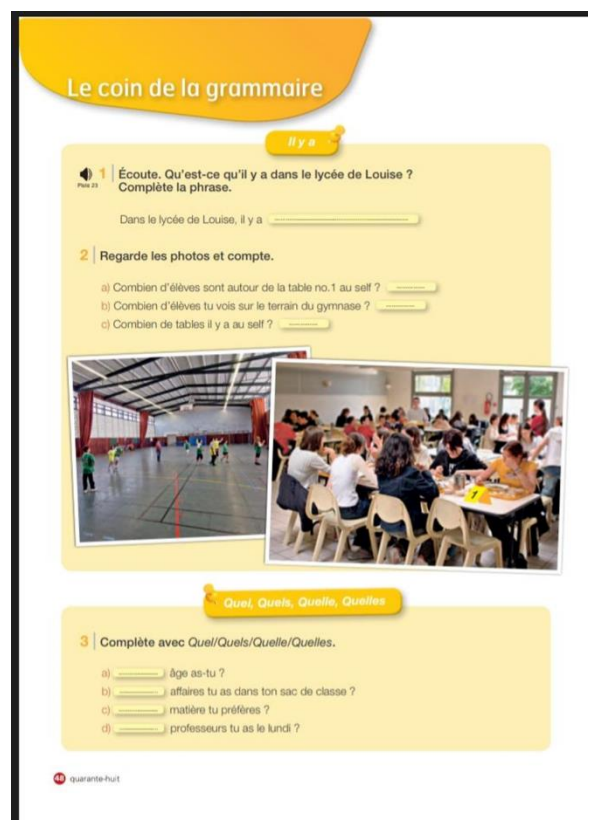 Le coin de la grammaire
Il y a
Piste 23
1 Écoute. Qu'est-ce qu'il y a dans le lycée de Louise ?
Complète la phrase.
Dans le lycée de Louise, il y a
2 Regarde les photos et compte.
a) Combien d'élèves sont autour de la table no.1 au self ?
b) Combien d'élèves tu vois sur le terrain du gymnase ?
c) Combien de tables il y a au self ?
1
Quel, Quels, Quelle, Quelles
3 Complète avec Quel/Quels/Quelle/Quelles.
a) âge as-tu ?
b) affaires tu as dans ton sac de classe ?
c) matière tu préfères ?
d) professeurs tu as le lundi ?
48 quarante-huit